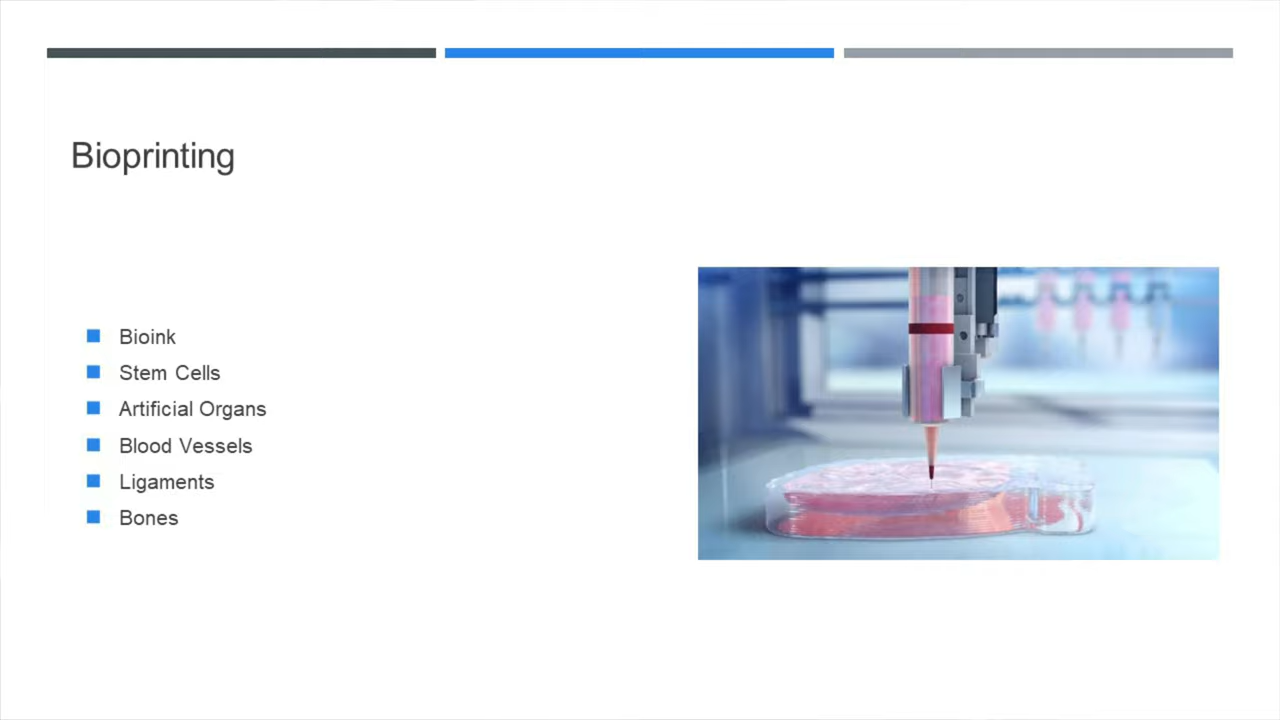 Bioprinting
Bioink
Stem Cells
Artificial Organs
Blood Vessels
Ligaments
Bones